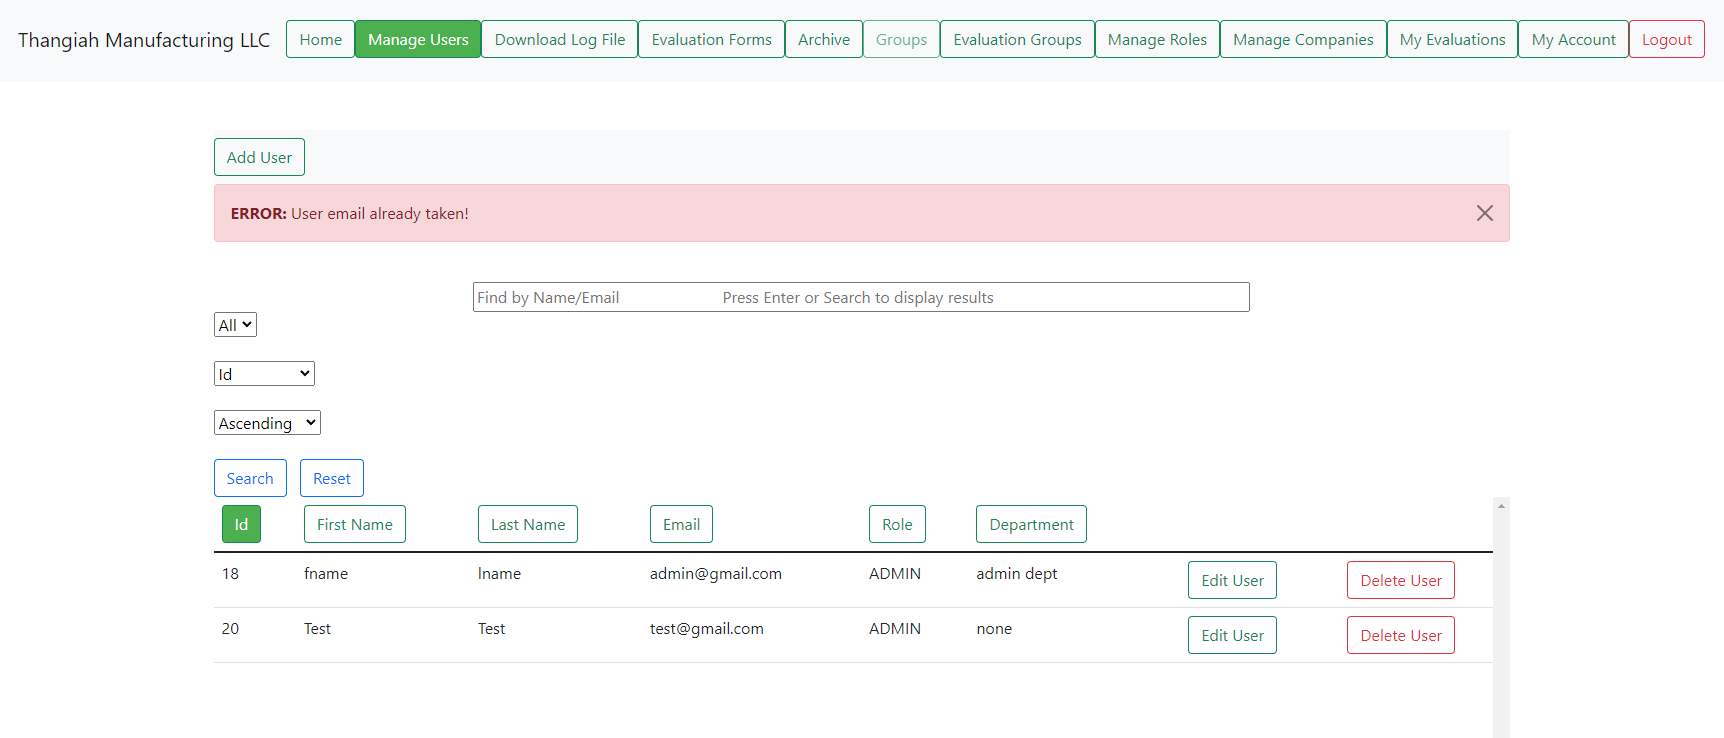 Thangiah Manufacturing LLC Home Manage Users Download Log File Evaluation Forms Archive Groups Evaluation Groups Manage Roles Manage Companies My Evaluations My Account Logout
Add User
ERROR: User email already taken!
Find by Name/Email Press Enter or Search to display results
All
Id
Ascending
Search Reset
Id First Name Last Name Email Role Department
18 fname lname admin@gmail.com ADMIN admin dept Edit User Delete User
20 Test Test test@gmail.com ADMIN none Edit User Delete User